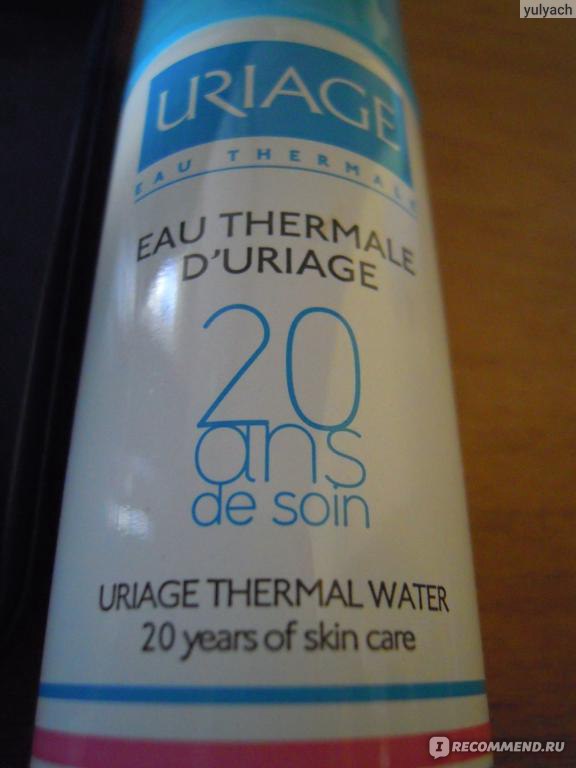 yulyach
URIAGE
EAU THERMALE
EAU THERMALE
D'URIAGE
20
ans
de soin
URIAGE THERMAL WATER
20 years of skin care
I RECOMMEND.RU